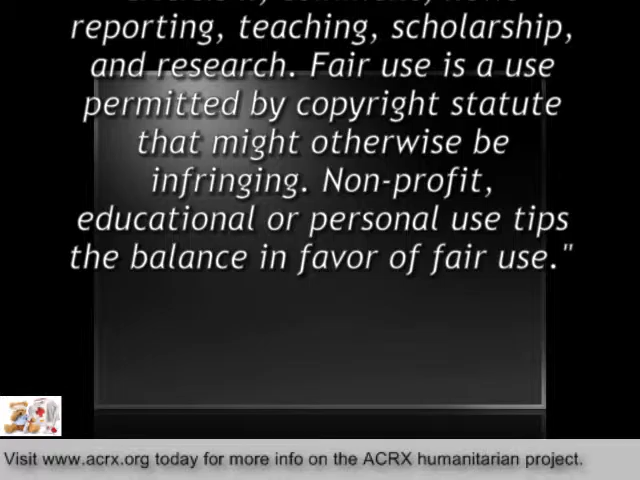 reporting, teaching, scholarship,
and research. Fair use is a use
permitted by copyright statute
that might otherwise be
infringing. Non-profit,
educational or personal use tips
the balance in favor of fair use."
Visit www.acrx.org today for more info on the ACRX humanitarian project.